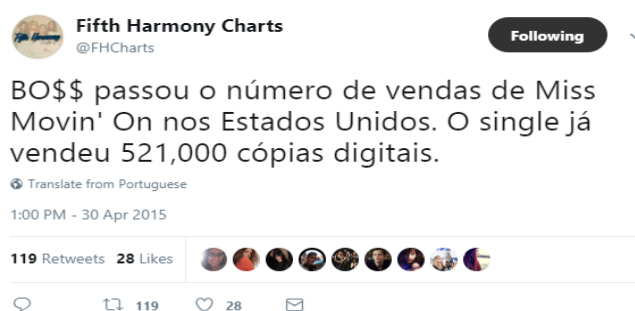 Fifth Harmony Charts
@FHCharts
Following
BO$$ passou o número de vendas de Miss
Movin' On nos Estados Unidos. O single já
vendeu 521,000 cópias digitais.
Translate from Portuguese
1:00 PM - 30 Apr 2015
119 Retweets 28 Likes
119 28